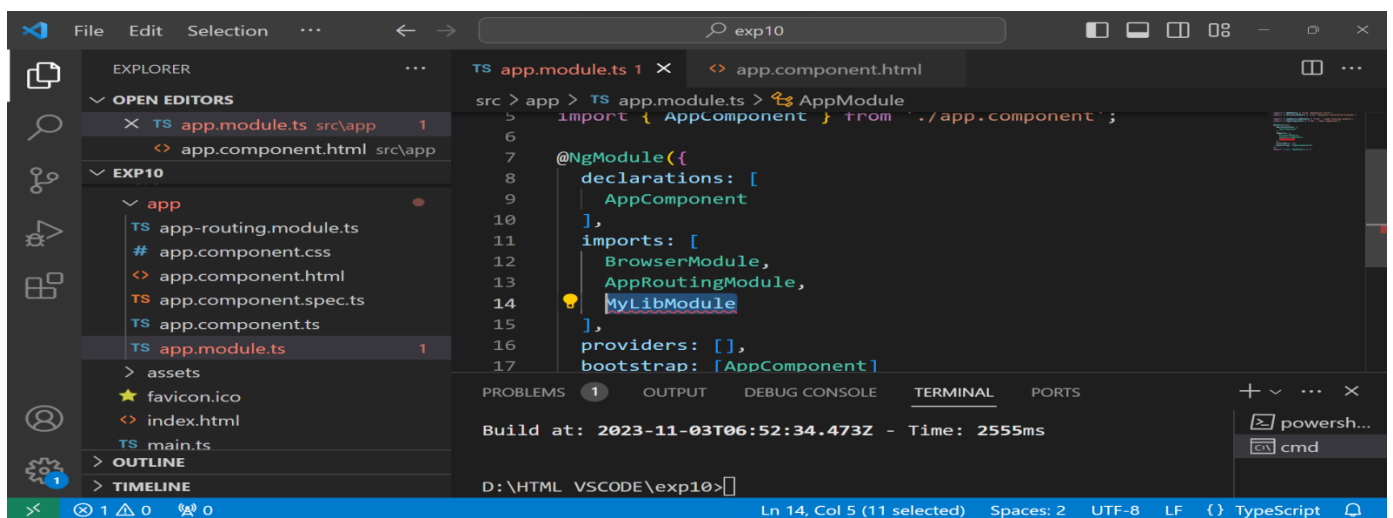 File Edit Selection ··· exp10
EXPLORER ···
OPEN EDITORS
TS app.module.ts src\app 1
<> app.component.html src\app
EXP10
app
TS app-routing.module.ts
# app.component.css
<> app.component.html
TS app.component.spec.ts
TS app.component.ts
TS app.module.ts 1
assets
favicon.ico
<> index.html
TS main.ts
OUTLINE
TIMELINE
TS app.module.ts 1 <> app.component.html ···
src > app > TS app.module.ts > AppModule
5 import { AppComponent } from './app.component';
6
7 @NgModule({
8 declarations: [
9 AppComponent
10 ],
11 imports: [
12 BrowserModule,
13 AppRoutingModule,
14 MyLibModule
15 ],
16 providers: [],
17 bootstrap: [AppComponent]
PROBLEMS 1 OUTPUT DEBUG CONSOLE TERMINAL PORTS
Build at: 2023-11-03T06:52:34.473Z - Time: 2555ms
D:\HTML VSCODE\exp10>
powersh...
cmd
1
1 0 0 Ln 14, Col 5 (11 selected) Spaces: 2 UTF-8 LF {} TypeScript